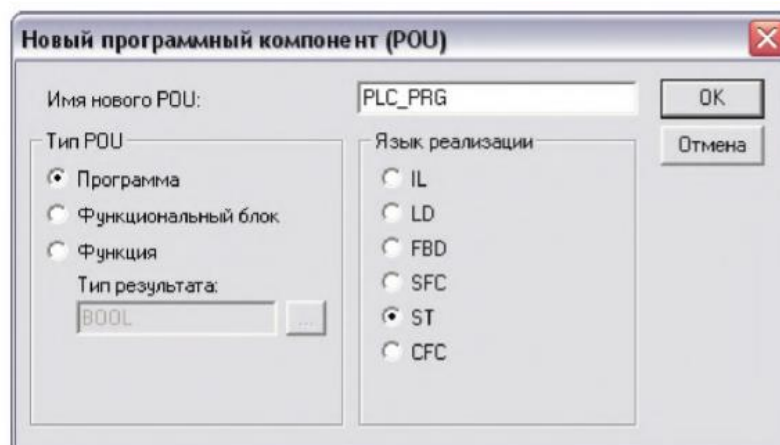 Новый программный компонент (POU)
Имя нового POU:
PLC_PRG
OK
Отмена
Тип POU
Программа
Функциональный блок
Функция
Тип результата:
BOOL
...
Язык реализации
IL
LD
FBD
SFC
ST
CFC